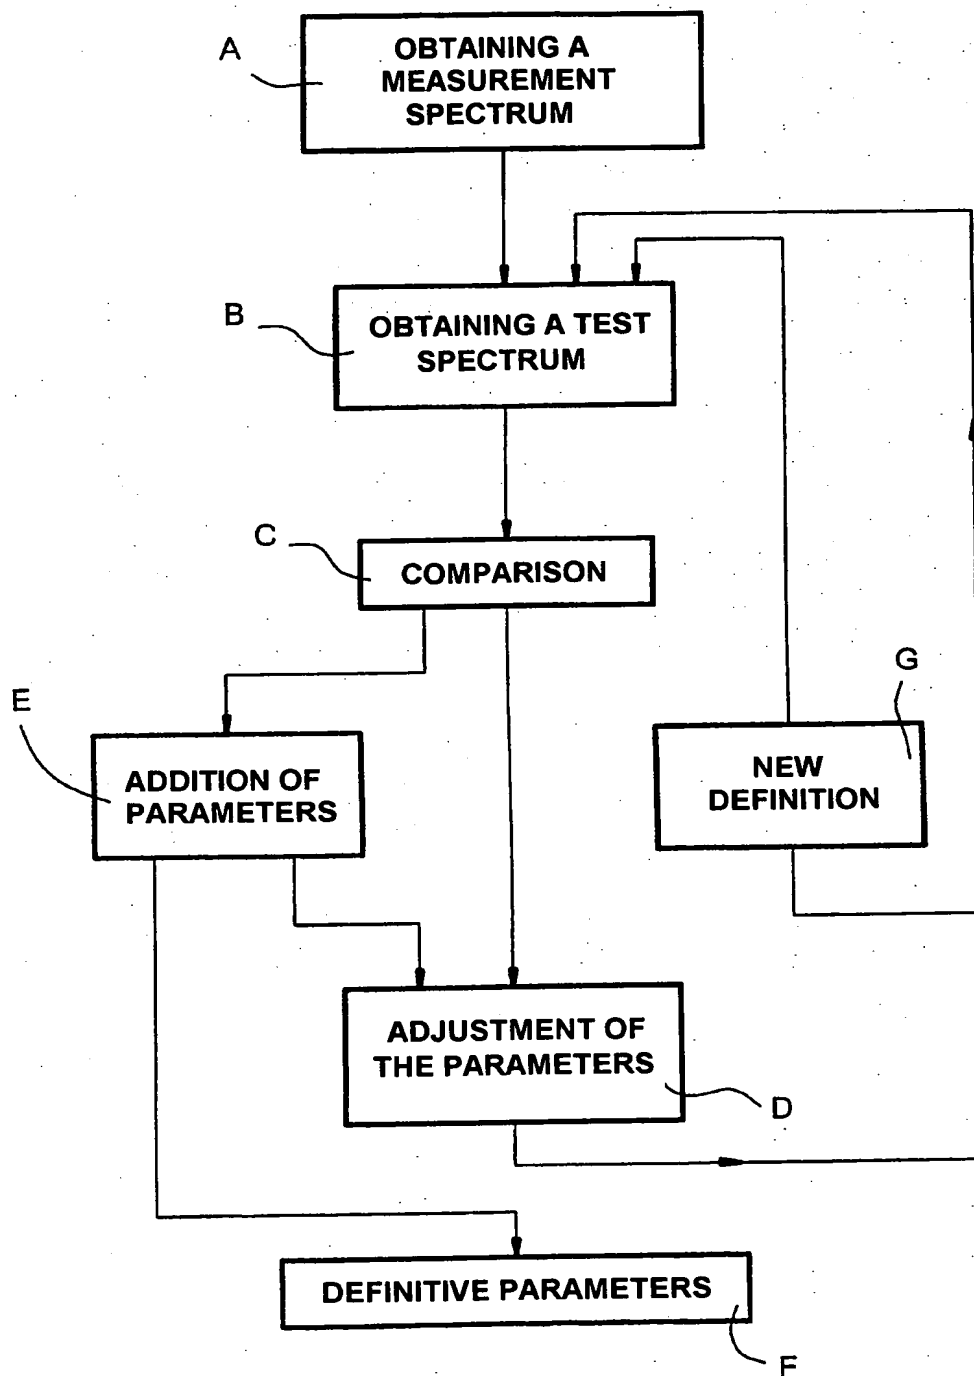 A
OBTAINING A
MEASUREMENT
SPECTRUM
B
OBTAINING A TEST
SPECTRUM
C
COMPARISON
E
ADDITION OF
PARAMETERS
G
NEW
DEFINITION
ADJUSTMENT OF
THE PARAMETERS
D
DEFINITIVE PARAMETERS
F